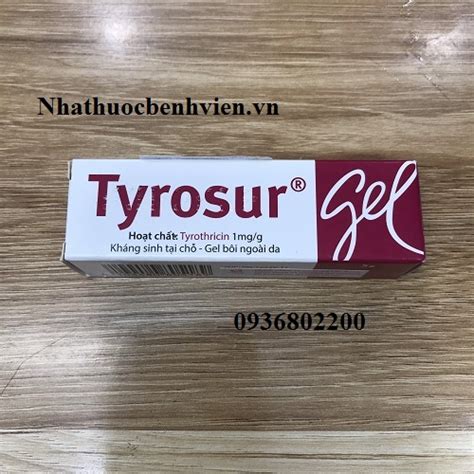 Nhathuocbenhvien.vn
Tyrosur® gel
Hoạt chất: Tyrothricin 1mg/g
Kháng sinh tại chỗ - Gel bôi ngoài da
0936802200